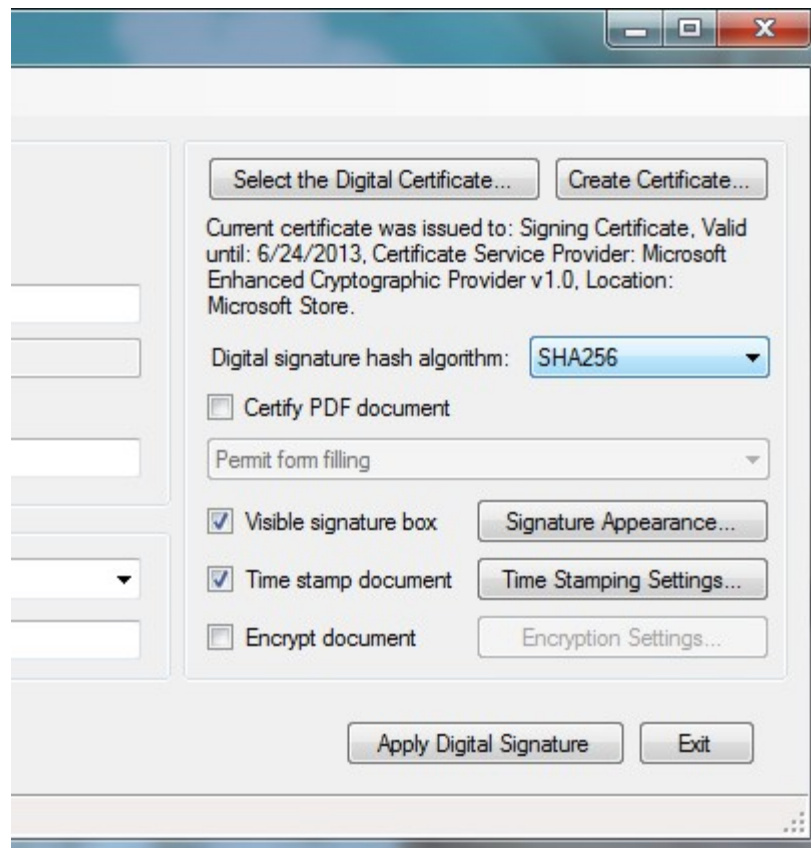 Select the Digital Certificate... Create Certificate...
Current certificate was issued to: Signing Certificate, Valid
until: 6/24/2013, Certificate Service Provider: Microsoft
Enhanced Cryptographic Provider v1.0, Location:
Microsoft Store.
Digital signature hash algorithm: SHA256
Certify PDF document
Permit form filling
Visible signature box Signature Appearance...
Time stamp document Time Stamping Settings...
Encrypt document Encryption Settings...
Apply Digital Signature Exit